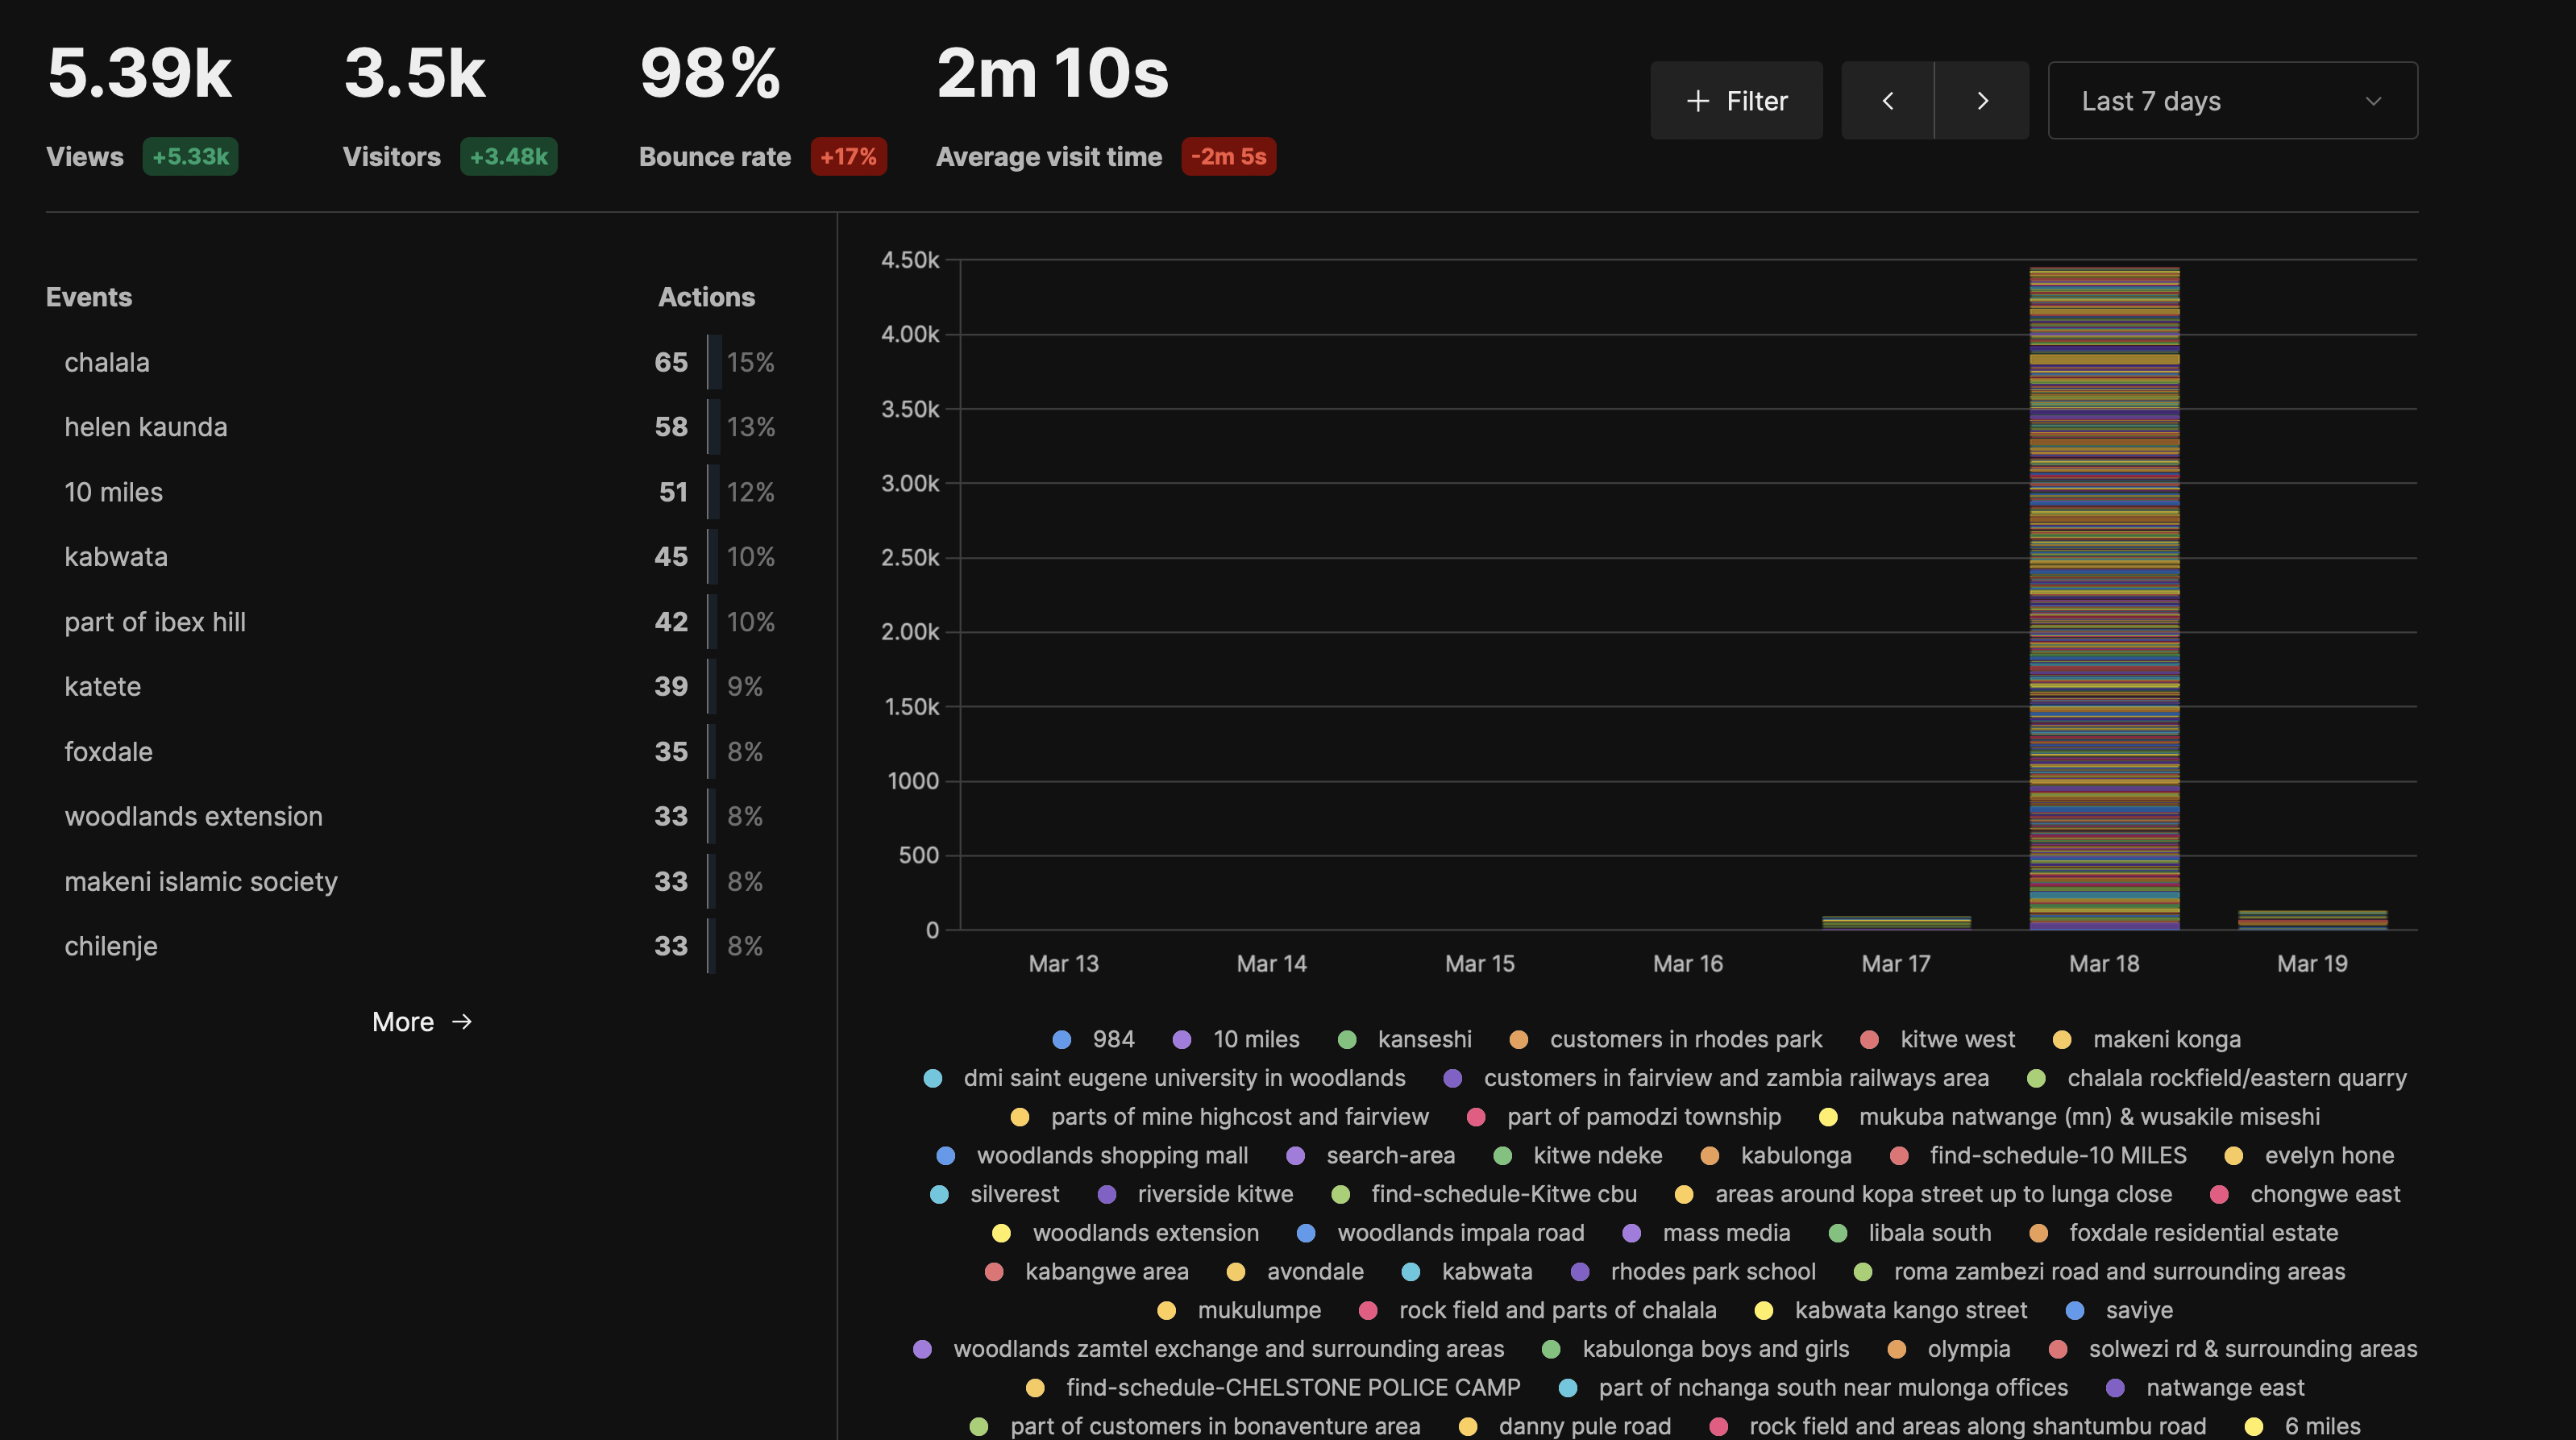 5.39k 3.5k 98% 2m 10s
Views +5.33k Visitors +3.48k Bounce rate +17% Average visit time -2m 5s
+ Filter < > Last 7 days
Events Actions
chalala 65 15%
helen kaunda 58 13%
10 miles 51 12%
kabwata 45 10%
part of ibex hill 42 10%
katete 39 9%
foxdale 35 8%
woodlands extension 33 8%
makeni islamic society 33 8%
chilenje 33 8%
More →
4.50k
4.00k
3.50k
3.00k
2.50k
2.00k
1.50k
1000
500
0
Mar 13 Mar 14 Mar 15 Mar 16 Mar 17 Mar 18 Mar 19
984 10 miles kanseshi customers in rhodes park kitwe west makeni konga
dmi saint eugene university in woodlands customers in fairview and zambia railways area chalala rockfield/eastern quarry
parts of mine highcost and fairview part of pamodzi township mukuba natwange (mn) & wusakile miseshi
woodlands shopping mall search-area kitwe ndeke kabulonga find-schedule-10 MILES evelyn hone
silverest riverside kitwe find-schedule-Kitwe cbu areas around kopa street up to lunga close chongwe east
woodlands extension woodlands impala road mass media libala south foxdale residential estate
kabangwe area avondale kabwata rhodes park school roma zambezi road and surrounding areas
mukulumpe rock field and parts of chalala kabwata kango street saviye
woodlands zamtel exchange and surrounding areas kabulonga boys and girls olympia solwezi rd & surrounding areas
find-schedule-CHELSTONE POLICE CAMP part of nchanga south near mulonga offices natwange east
part of customers in bonaventure area danny pule road rock field and areas along shantumbu road 6 miles